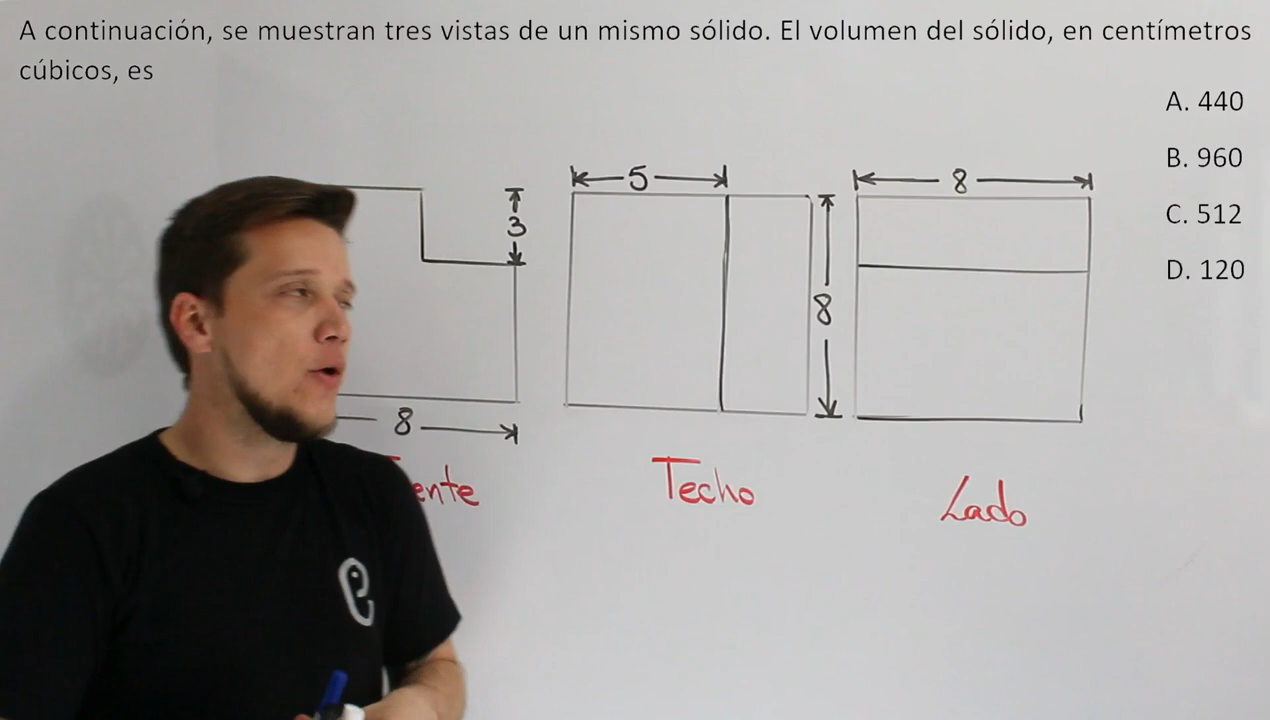 A continuación, se muestran tres vistas de un mismo sólido. El volumen del sólido, en centímetros
cúbicos, es
A. 440
B. 960
C. 512
D. 120
3
8
5
8
8
ente
Techo
Lado
e